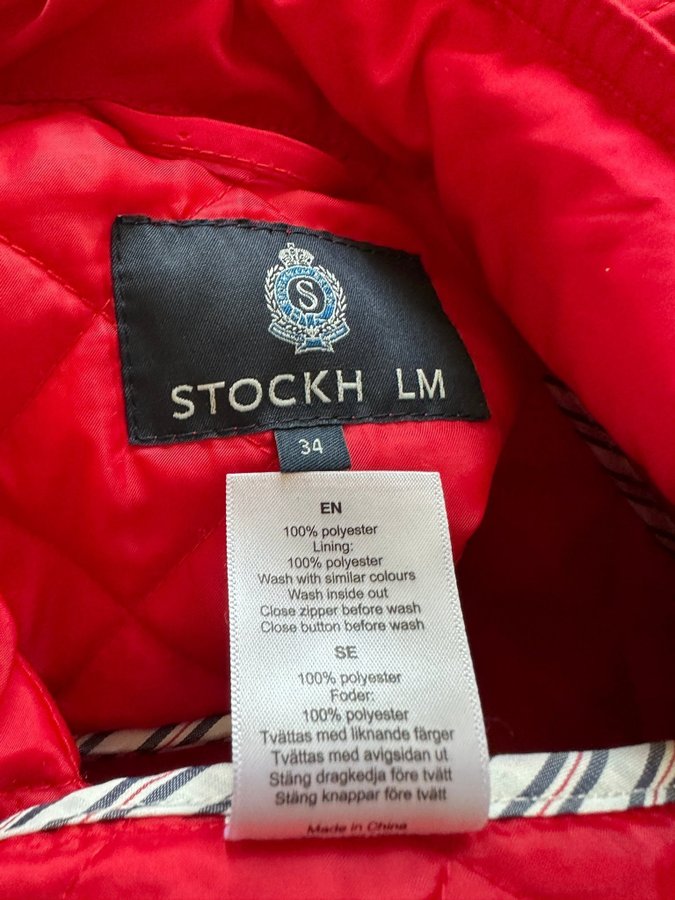 S
STOCKH LM
34
EN
100% polyester
Lining:
100% polyester
Wash with similar colours
Wash inside out
Close zipper before wash
Close button before wash
SE
100% polyester
Foder:
100% polyester
Tvättas med liknande färger
Tvättas med avigsidan ut
Stäng dragkedja före tvätt
Stäng knappar före tvätt
Made in China